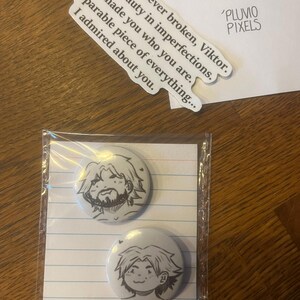 ever broken, Viktor.
uty in imperfections.
made you who you are.
parable piece of everything...
I admired about you.
'PLUVIO
PIXELS